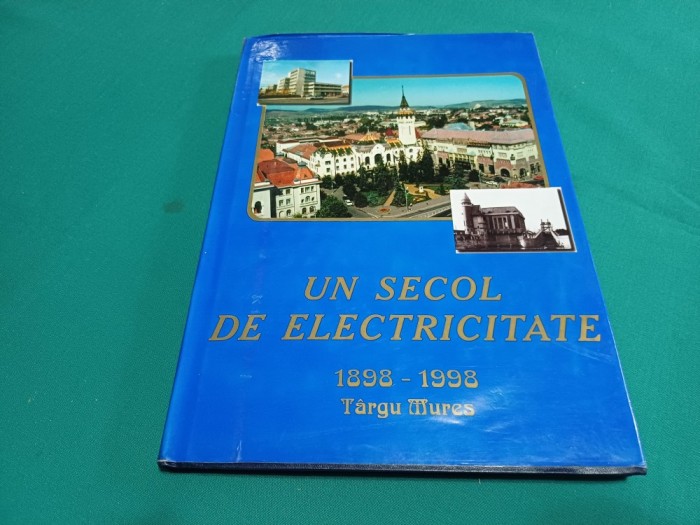 UN SECOL
DE ELECTRICITATE
1898 - 1998
Târgu Mures